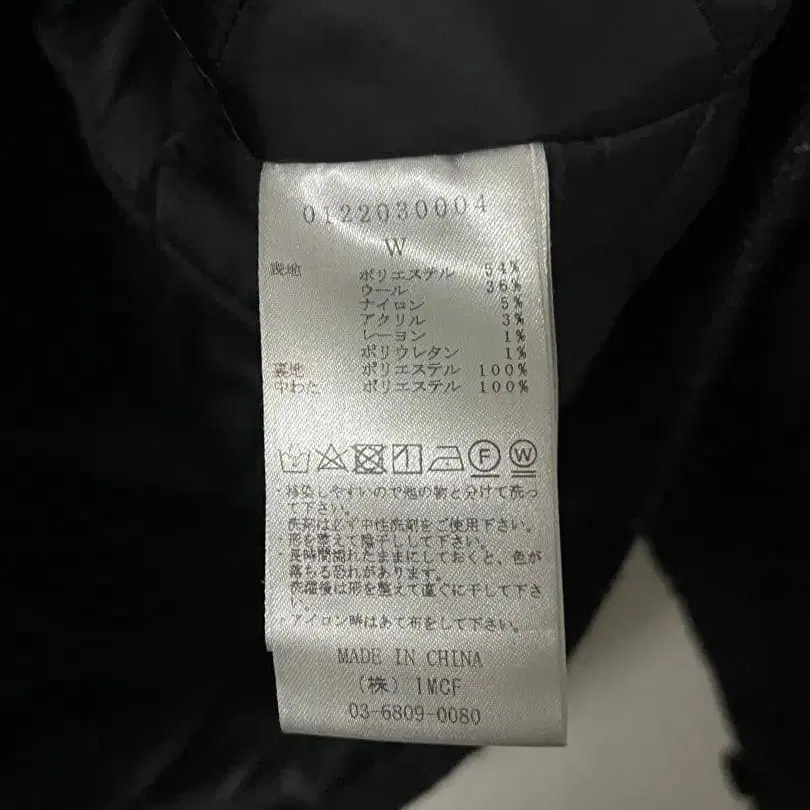 0122030004
W
表地 ポリエステル 54%
ウール 36%
ナイロン 5%
アクリル 3%
レーヨン 1%
ポリウレタン 1%
裏地 ポリエステル 100%
中わた ポリエステル 100%
F W
・移染しやすいので他の物と分けて洗っ
て下さい。
洗剤は必ず中性洗剤をご使用下さい。
・形を整えて陰干しして下さい。
・長時間濡れたままにしておくと、色が
落ちる恐れがあります。
洗濯後は形を整えて直ぐに干して下さ
い。
・アイロン時はあて布をして下さい。
MADE IN CHINA
(株) IMCF
03-6809-0080